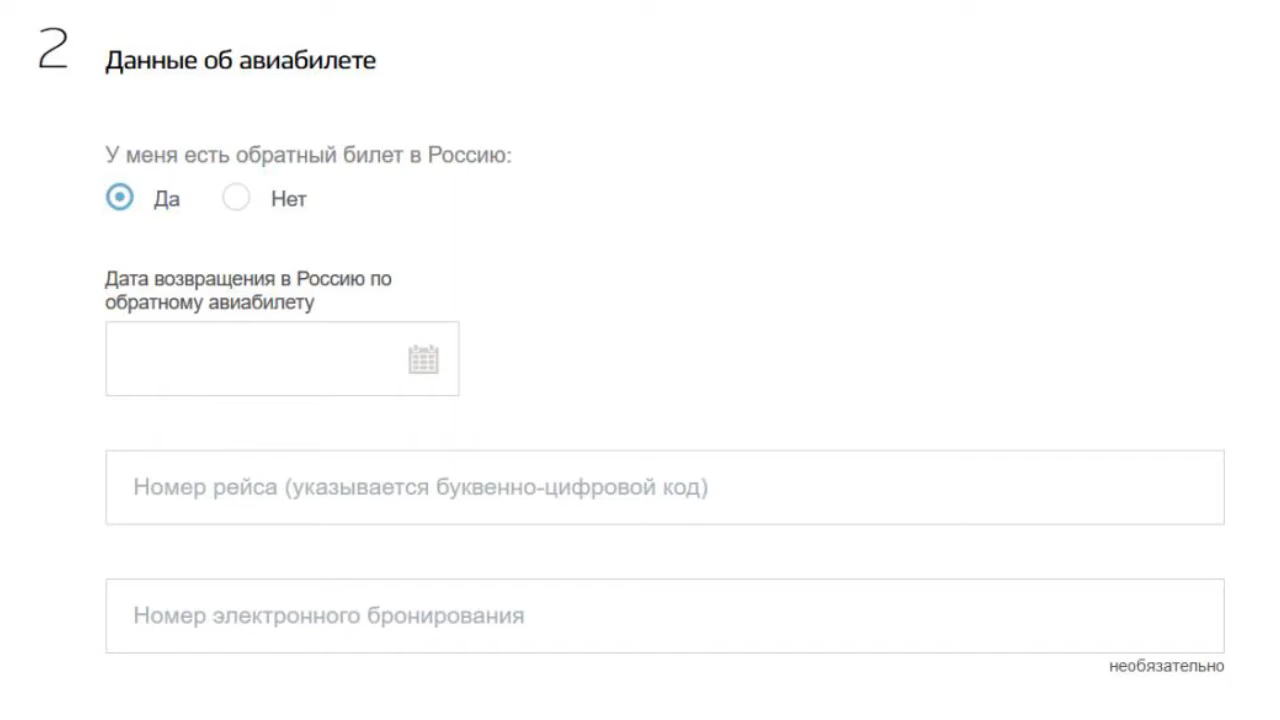 2
Данные об авиабилете
У меня есть обратный билет в Россию:
Да Нет
Дата возвращения в Россию по
обратному авиабилету
Номер рейса (указывается буквенно-цифровой код)
Номер электронного бронирования
необязательно